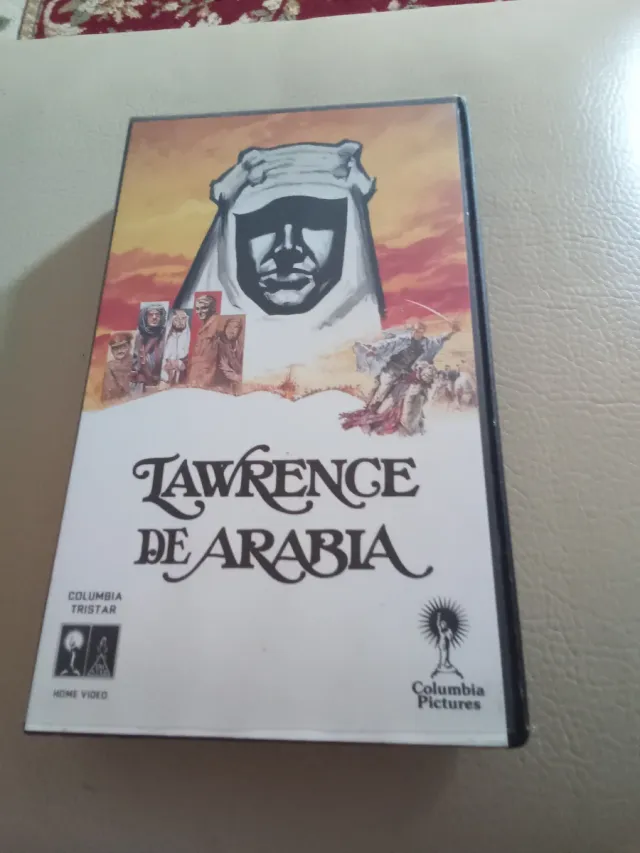 LAWRENCE
DE ARABIA
COLUMBIA
TRISTAR
HOME VIDEO
Columbia
Pictures